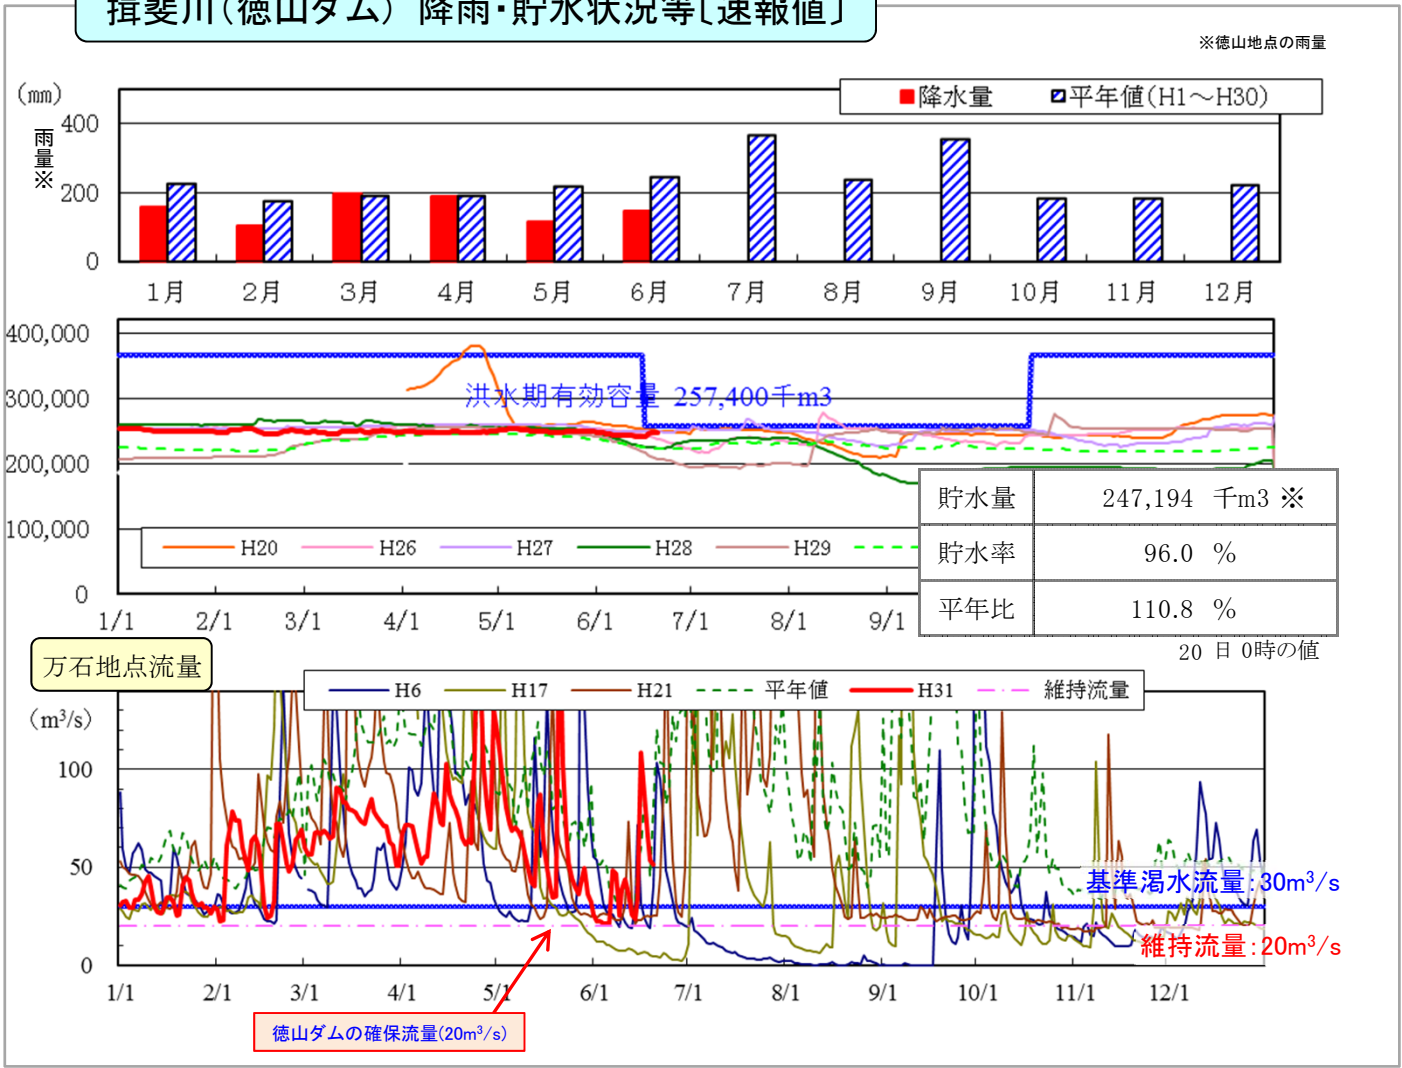 揖斐川(徳山ダム) 降雨・貯水状況等〔速報値〕
※徳山地点の雨量
(mm)
雨量※
降水量 平年値(H1～H30)
400
200
0
1月 2月 3月 4月 5月 6月 7月 8月 9月 10月 11月 12月
400,000
300,000
200,000
100,000
0
洪水期有効容量 257,400千m3
H20 H26 H27 H28 H29
1/1 2/1 3/1 4/1 5/1 6/1 7/1 8/1 9/1
貯水量 247,194 千m3 ※
貯水率 96.0 %
平年比 110.8 %
20 日 0時の値
万石地点流量
(m³/s)
H6 H17 H21 平年値 H31 維持流量
100
50
0
基準渇水流量:30m³/s
維持流量:20m³/s
1/1 2/1 3/1 4/1 5/1 6/1 7/1 8/1 9/1 10/1 11/1 12/1
徳山ダムの確保流量(20m³/s)